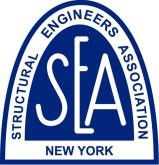 STRUCTURAL ENGINEERS ASSOCIATION
SEA
NEW YORK